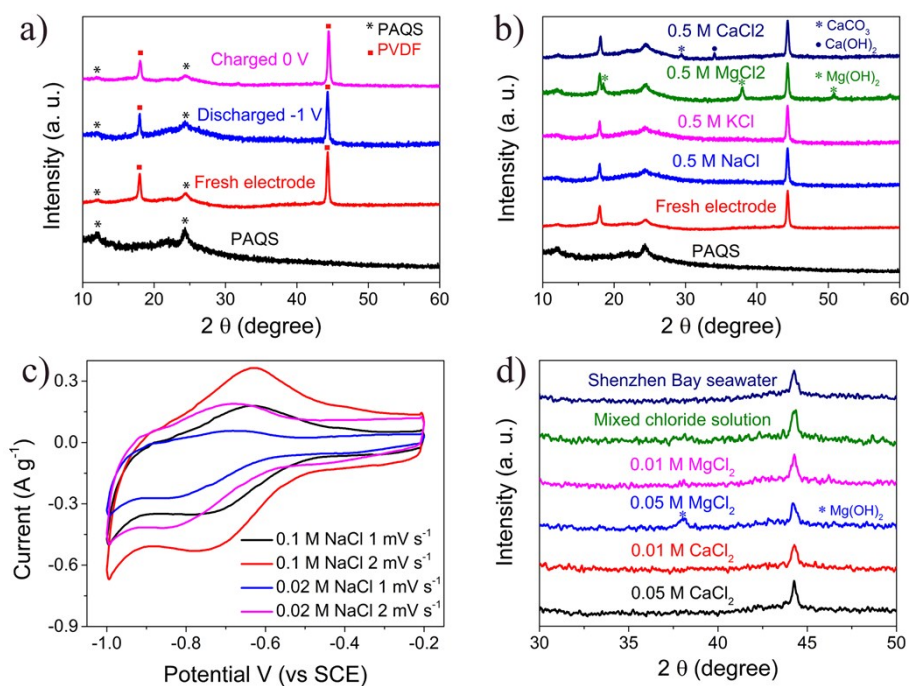 a)
* PAQS
■ PVDF
Charged 0 V
Discharged -1 V
Fresh electrode
PAQS
Intensity (a. u.)
10 20 30 40 50 60
2 θ (degree)
b)
0.5 M CaCl2
* CaCO₃
• Ca(OH)₂
0.5 MgCl2
* Mg(OH)₂
0.5 M KCl
0.5 M NaCl
Fresh electrode
PAQS
Intensity (a. u.)
10 20 30 40 50 60
2 θ (degree)
c)
0.3
0.0
-0.3
-0.6
-0.9
Current (A g⁻¹)
0.1 M NaCl 1 mV s⁻¹
0.1 M NaCl 2 mV s⁻¹
0.02 M NaCl 1 mV s⁻¹
0.02 M NaCl 2 mV s⁻¹
-1.0 -0.8 -0.6 -0.4 -0.2
Potential V (vs SCE)
d)
Shenzhen Bay seawater
Mixed chloride solution
0.01 M MgCl₂
0.05 M MgCl₂
* Mg(OH)₂
0.01 M CaCl₂
0.05 M CaCl₂
Intensity (a. u.)
30 35 40 45 50
2 θ (degree)